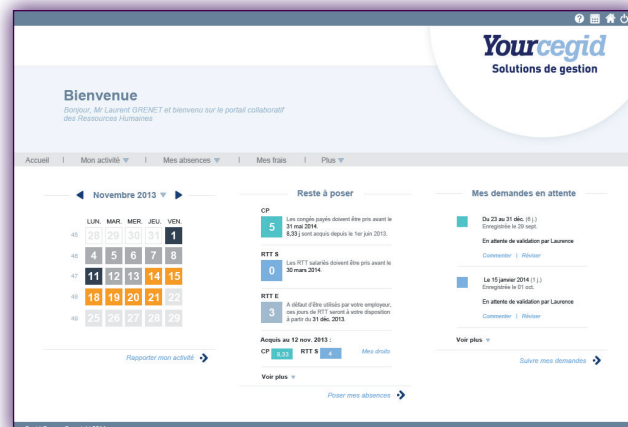 Yourcegid
Solutions de gestion
Bienvenue
Bonjour, Mr Laurent GRENET et bienvenu sur le portail collaboratif
des Ressources Humaines
Accueil | Mon activité | Mes absences | Mes frais | Plus
Novembre 2013
LUN. MAR. MER. JEU. VEN.
45 28 29 30 31 1
46 4 5 6 7 8
47 11 12 13 14 15
48 18 19 20 21 22
49 25 26 27 28 29
Rapporter mon activité
Reste à poser
CP
5
Les congés payés doivent être pris avant le
31 mai 2014.
8,33 j sont acquis depuis le 1er juin 2013.
RTT S
0
Les RTT salariés doivent être pris avant le
30 mars 2014.
RTT E
3
A défaut d'être utilisés par votre employeur,
ces jours de RTT seront à votre disposition
à partir du 31 déc. 2013.
Acquis au 12 nov. 2013 :
CP 8,33 RTT S 4 Mes droits
Voir plus
Poser mes absences
Mes demandes en attente
Du 23 au 31 déc. (6 j.)
Enregistrée le 29 sept.
En attente de validation par Laurence
Commenter | Réviser
Le 15 janvier 2014 (1 j.)
Enregistrée le 01 oct.
En attente de validation par Laurence
Commenter | Réviser
Voir plus
Suivre mes demandes